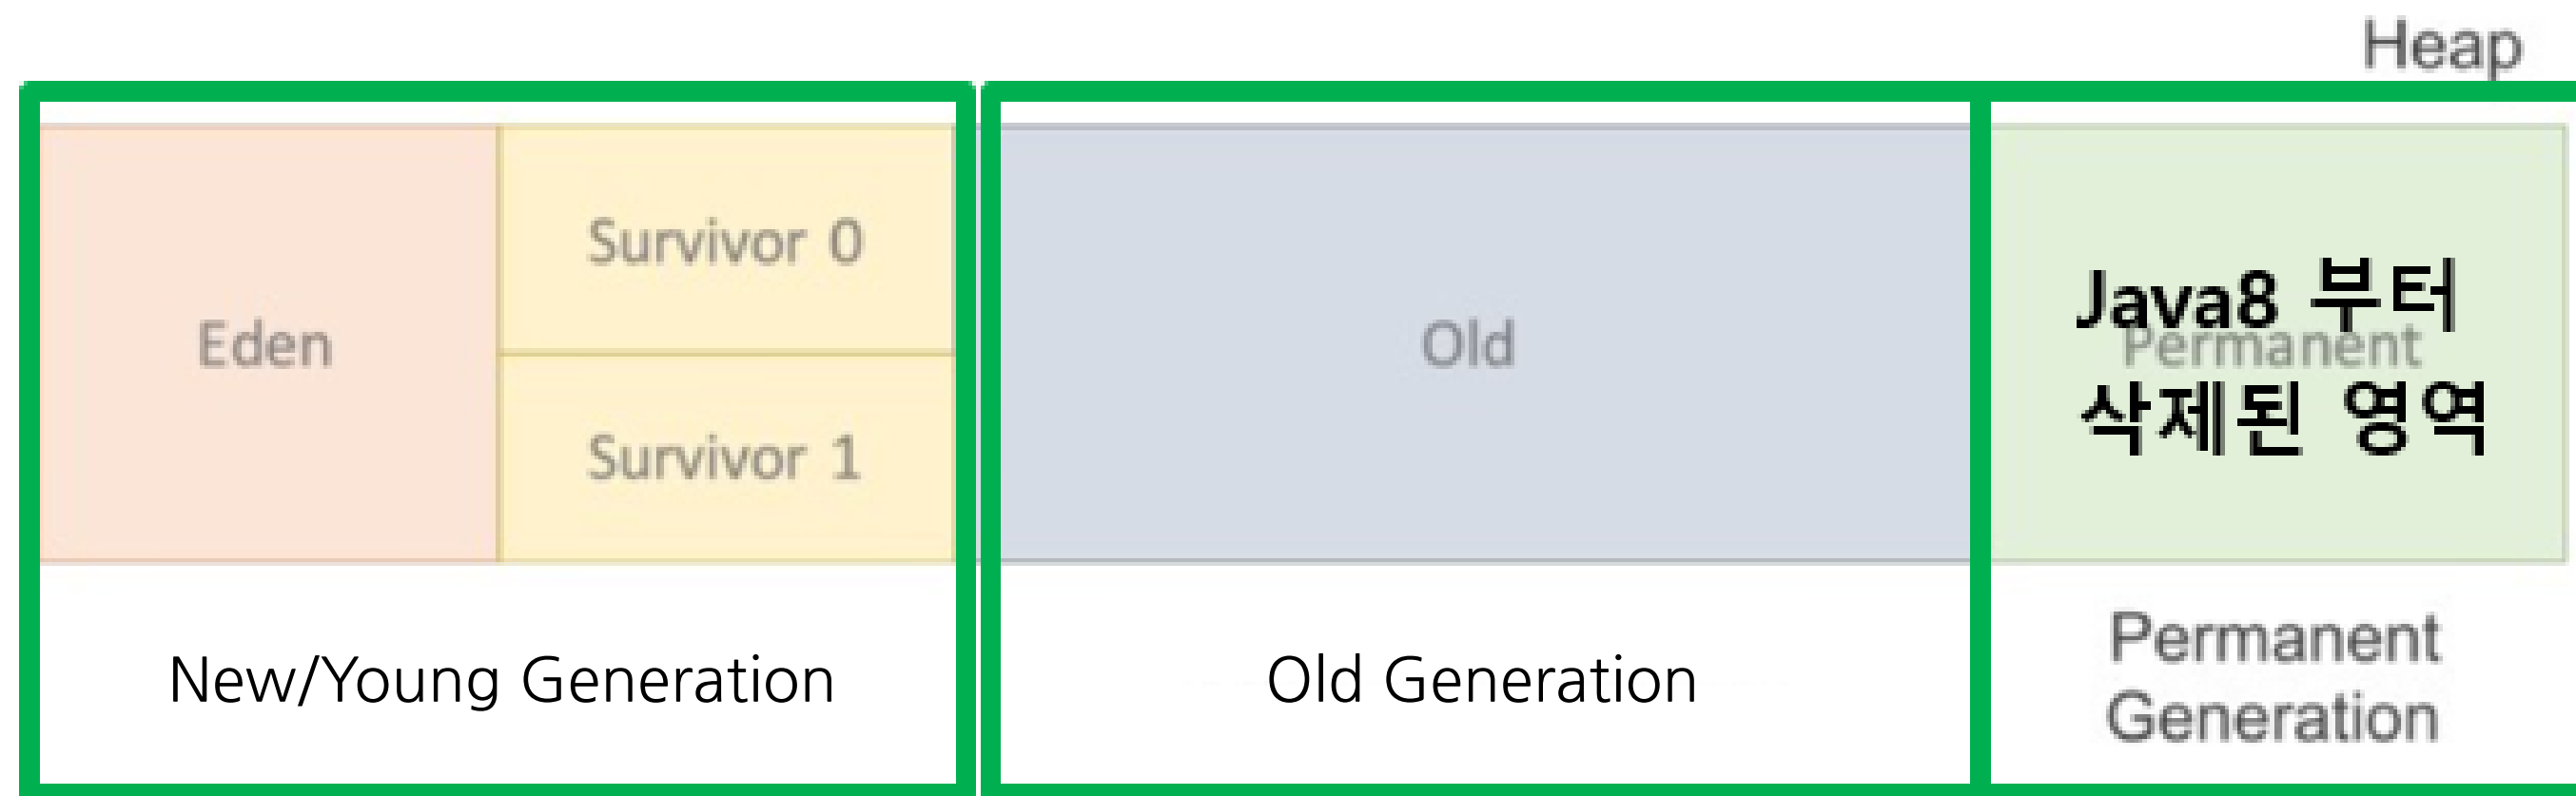 Heap
Eden
Survivor 0
Survivor 1
Old
Java8 부터
Permanent
삭제된 영역
New/Young Generation
Old Generation
Permanent
Generation